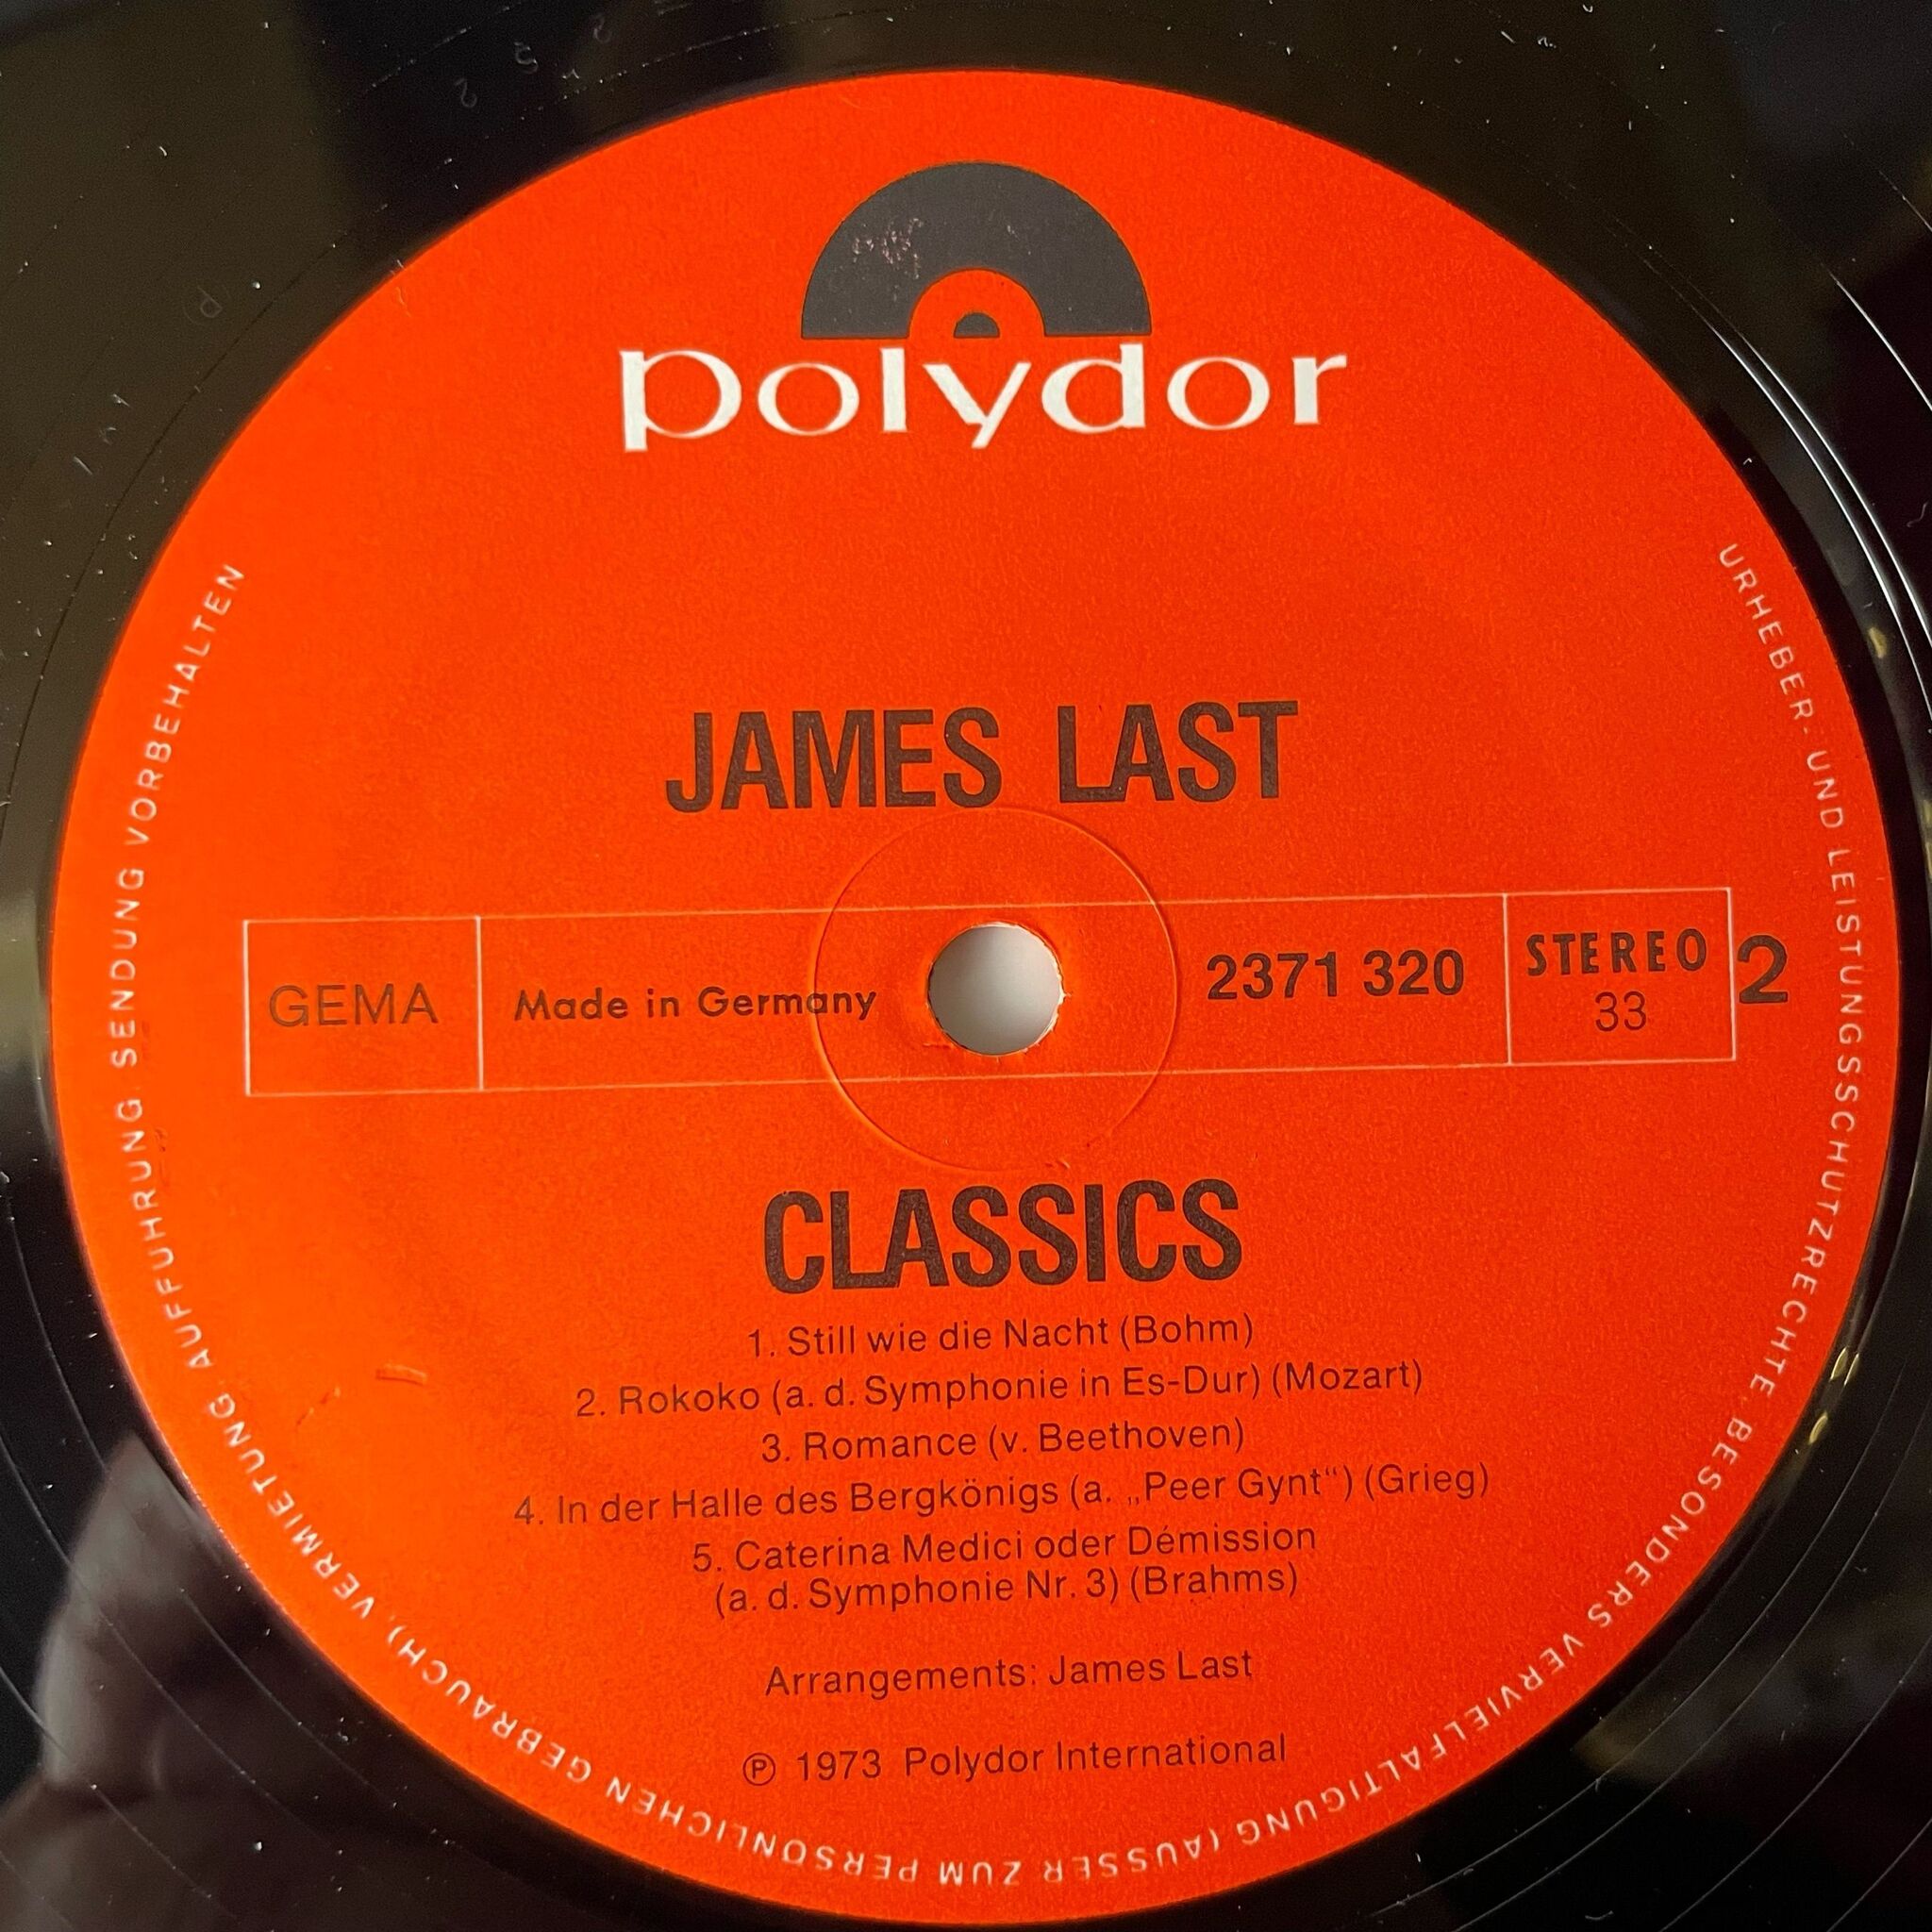 polydor
JAMES LAST
GEMA
Made in Germany
2371 320
STEREO
33
2
CLASSICS
1. Still wie die Nacht (Bohm)
2. Rokoko (a. d. Symphonie in Es-Dur) (Mozart)
3. Romance (v. Beethoven)
4. In der Halle des Bergkönigs (a. „Peer Gynt“) (Grieg)
5. Caterina Medici oder Démission
(a. d. Symphonie Nr. 3) (Brahms)
Arrangements: James Last
℗ 1973 Polydor International
URHEBER- UND LEISTUNGSSCHUTZRECHTE, BESONDERS VERVIELFÄLTIGUNG (AUSSER ZUM PERSÖNLICHEN GEBRAUCH), VERMIETUNG, AUFFÜHRUNG, SENDUNG VORBEHALTEN